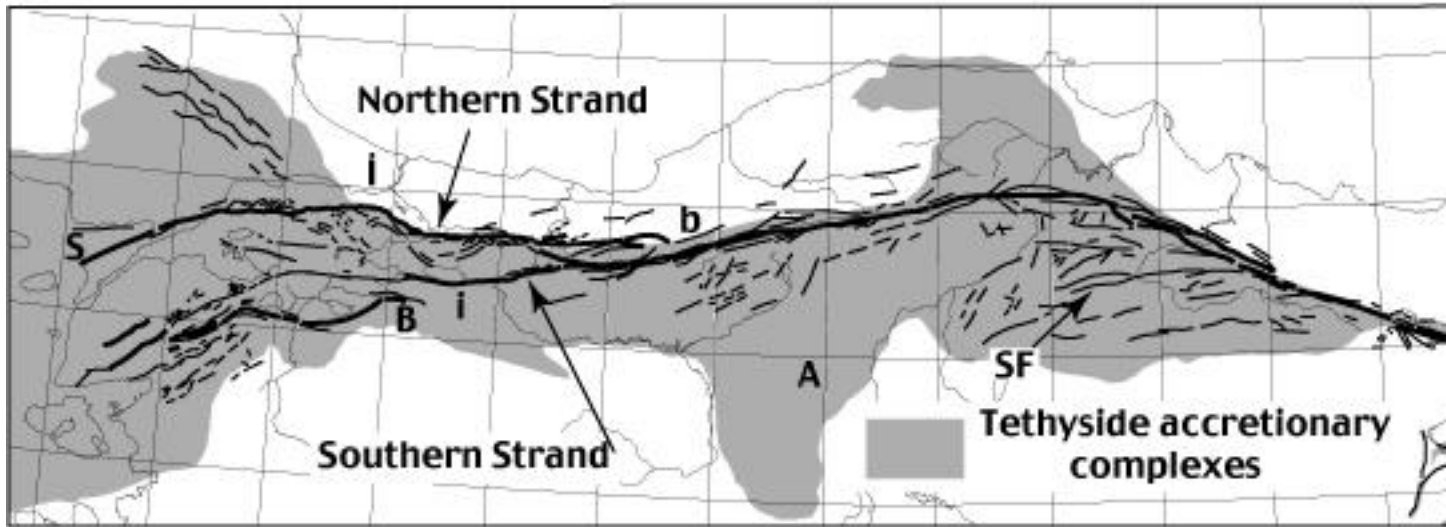 Northern Strand
i
b
S
B
i
A
SF
Southern Strand
Tethyside accretionary
complexes